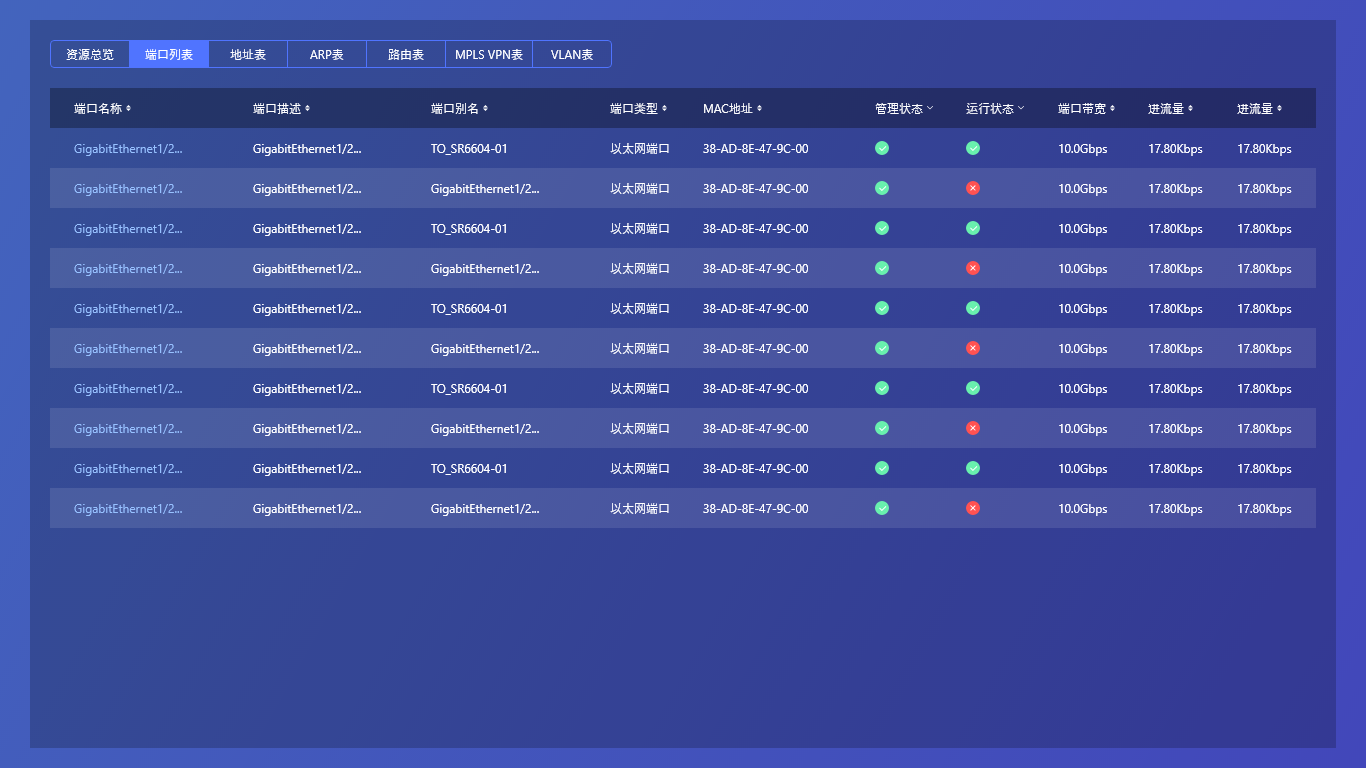 资源总览 端口列表 地址表 ARP表 路由表 MPLS VPN表 VLAN表
端口名称 端口描述 端口别名 端口类型 MAC地址 管理状态 运行状态 端口带宽 进流量 进流量
GigabitEthernet1/2... GigabitEthernet1/2... TO_SR6604-01 以太网端口 38-AD-8E-47-9C-00 10.0Gbps 17.80Kbps 17.80Kbps
GigabitEthernet1/2... GigabitEthernet1/2... GigabitEthernet1/2... 以太网端口 38-AD-8E-47-9C-00 10.0Gbps 17.80Kbps 17.80Kbps
GigabitEthernet1/2... GigabitEthernet1/2... TO_SR6604-01 以太网端口 38-AD-8E-47-9C-00 10.0Gbps 17.80Kbps 17.80Kbps
GigabitEthernet1/2... GigabitEthernet1/2... GigabitEthernet1/2... 以太网端口 38-AD-8E-47-9C-00 10.0Gbps 17.80Kbps 17.80Kbps
GigabitEthernet1/2... GigabitEthernet1/2... TO_SR6604-01 以太网端口 38-AD-8E-47-9C-00 10.0Gbps 17.80Kbps 17.80Kbps
GigabitEthernet1/2... GigabitEthernet1/2... GigabitEthernet1/2... 以太网端口 38-AD-8E-47-9C-00 10.0Gbps 17.80Kbps 17.80Kbps
GigabitEthernet1/2... GigabitEthernet1/2... TO_SR6604-01 以太网端口 38-AD-8E-47-9C-00 10.0Gbps 17.80Kbps 17.80Kbps
GigabitEthernet1/2... GigabitEthernet1/2... GigabitEthernet1/2... 以太网端口 38-AD-8E-47-9C-00 10.0Gbps 17.80Kbps 17.80Kbps
GigabitEthernet1/2... GigabitEthernet1/2... TO_SR6604-01 以太网端口 38-AD-8E-47-9C-00 10.0Gbps 17.80Kbps 17.80Kbps
GigabitEthernet1/2... GigabitEthernet1/2... GigabitEthernet1/2... 以太网端口 38-AD-8E-47-9C-00 10.0Gbps 17.80Kbps 17.80Kbps